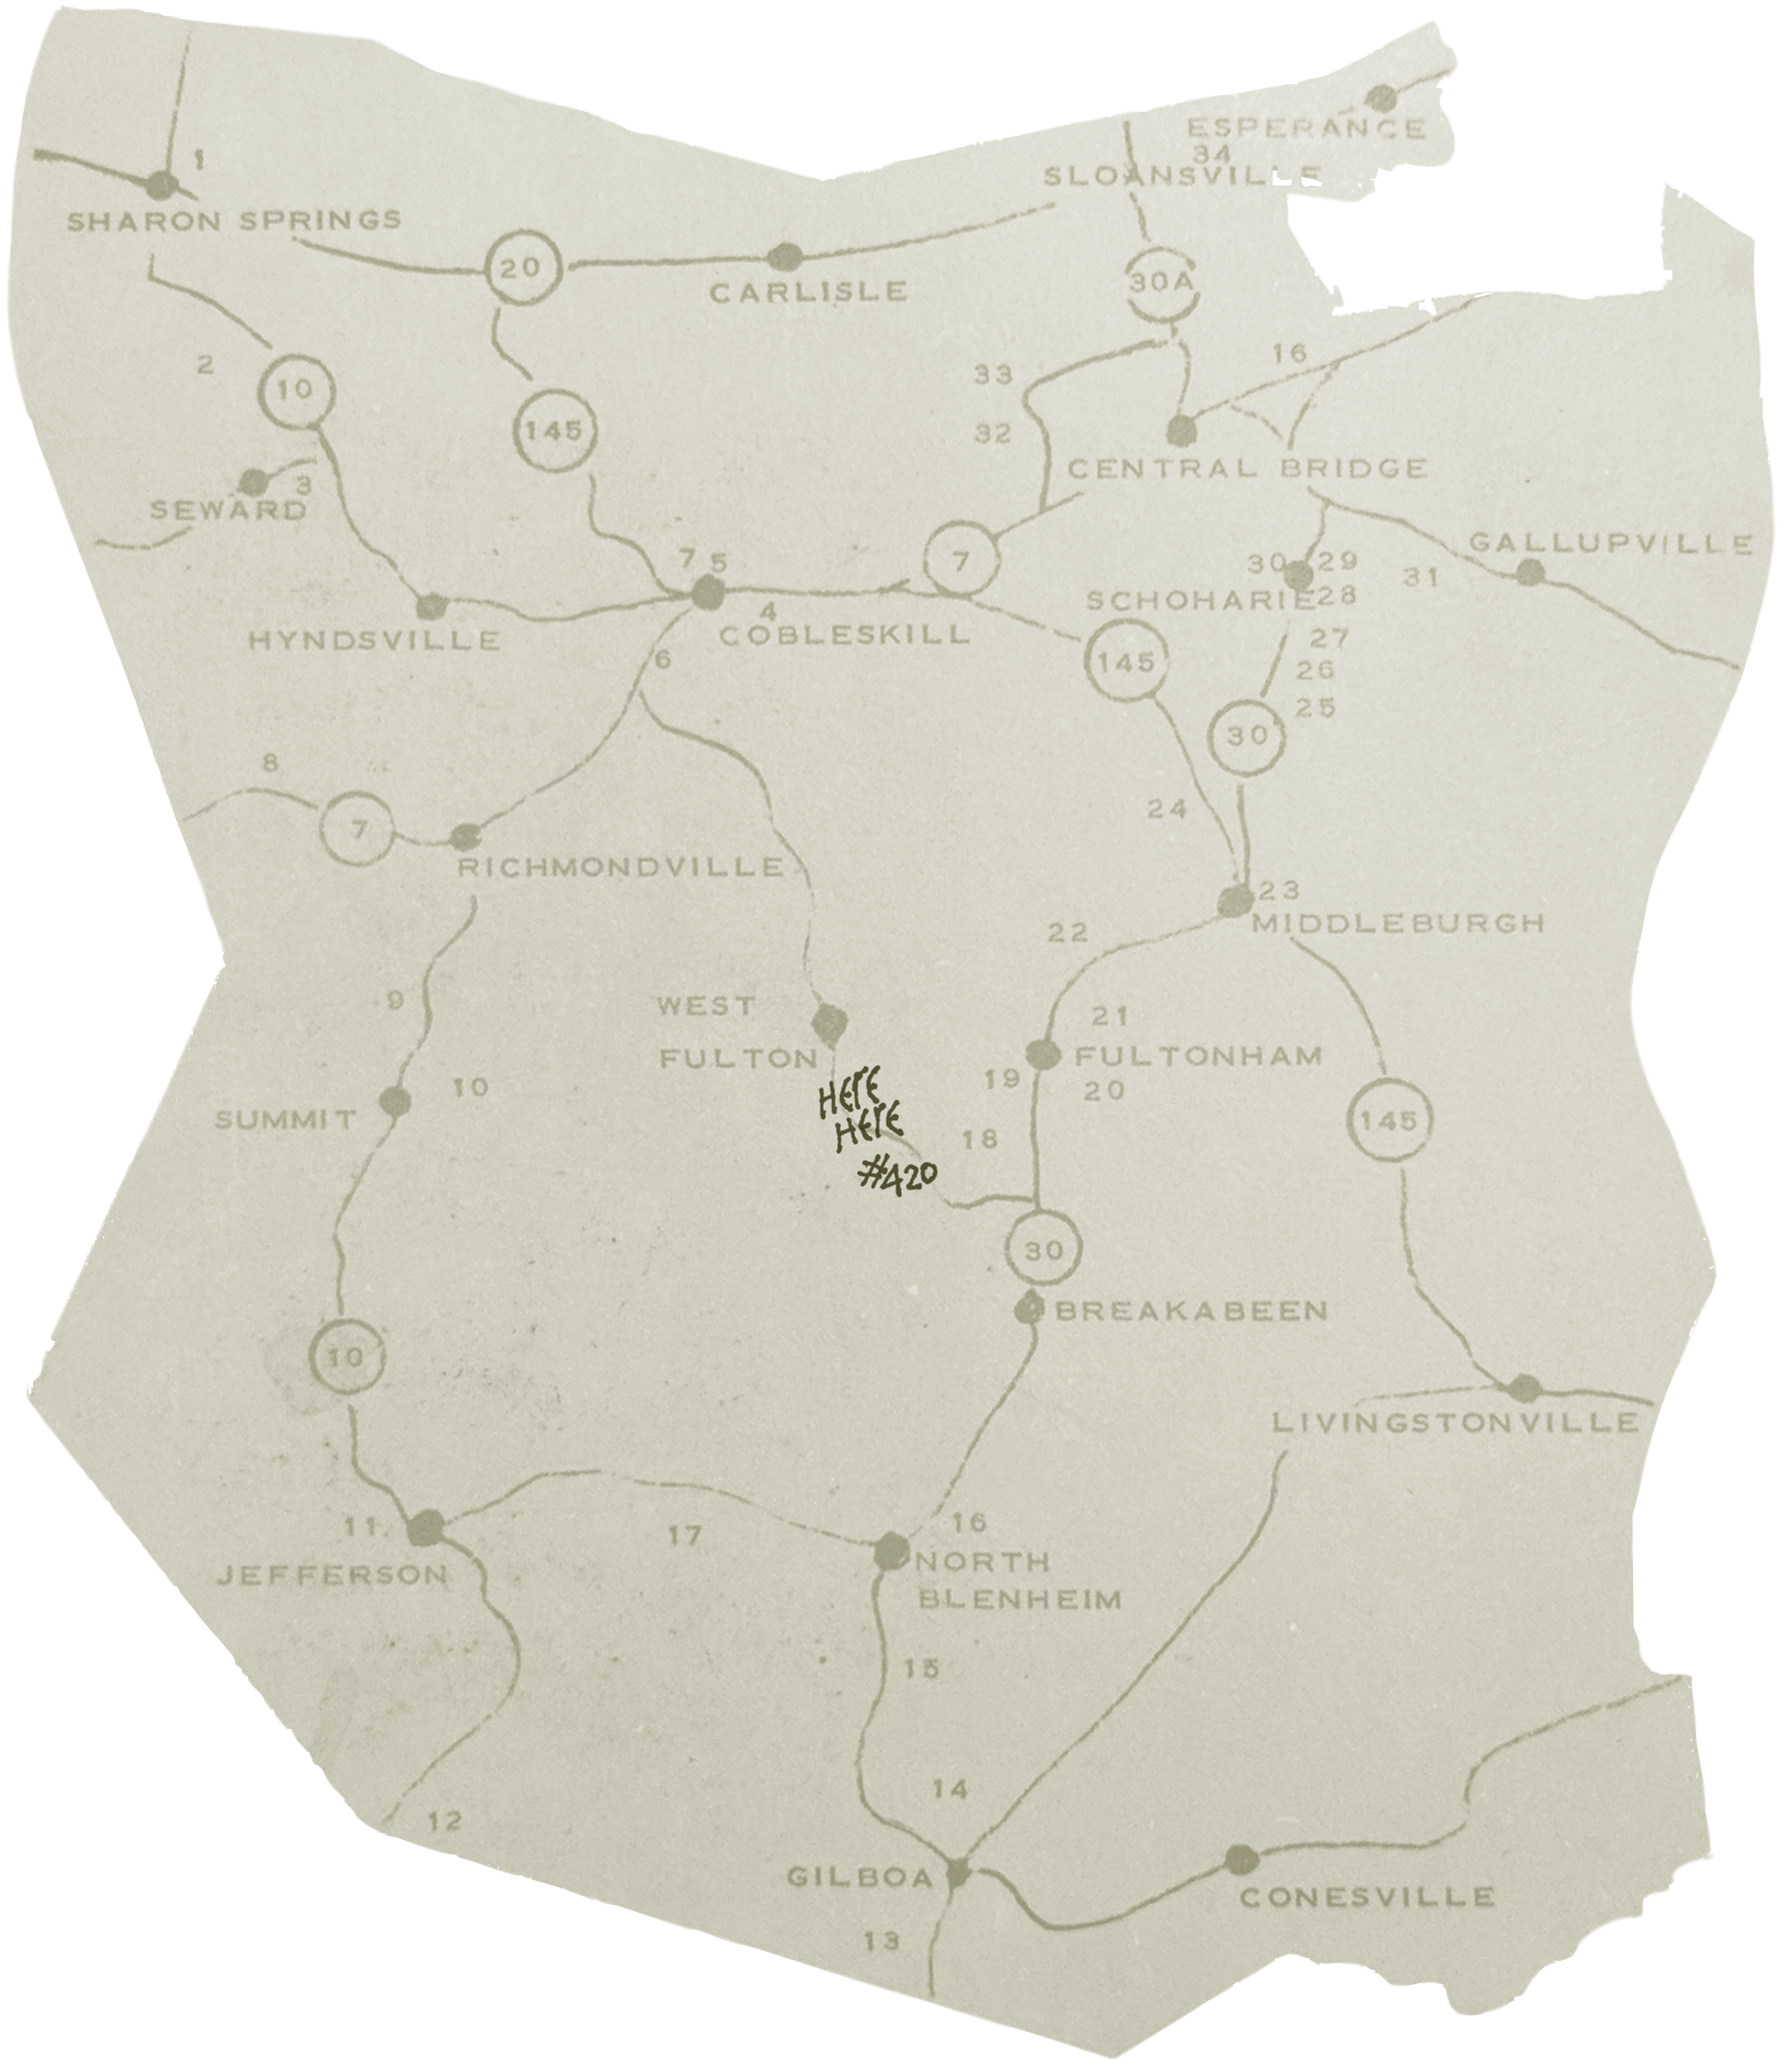 ESPERANCE
34
1
SLOANSVILLE
SHARON SPRINGS
20
30A
CARLISLE
16
2
33
10
145
32
CENTRAL BRIDGE
3
SEWARD
GALLUPVILLE
7 5
7
30 29
31
4
SCHOHARIE 28
HYNDSVILLE
COBLESKILL
27
6
145
26
25
30
8
24
7
RICHMONDVILLE
23
MIDDLEBURGH
22
9
WEST
21
FULTON
FULTONHAM
19
20
10
HERE
SUMMIT
HERE
145
18
#420
30
BREAKABEEN
10
LIVINGSTONVILLE
16
11
17
NORTH
JEFFERSON
BLENHEIM
15
14
12
GILBOA
CONESVILLE
13